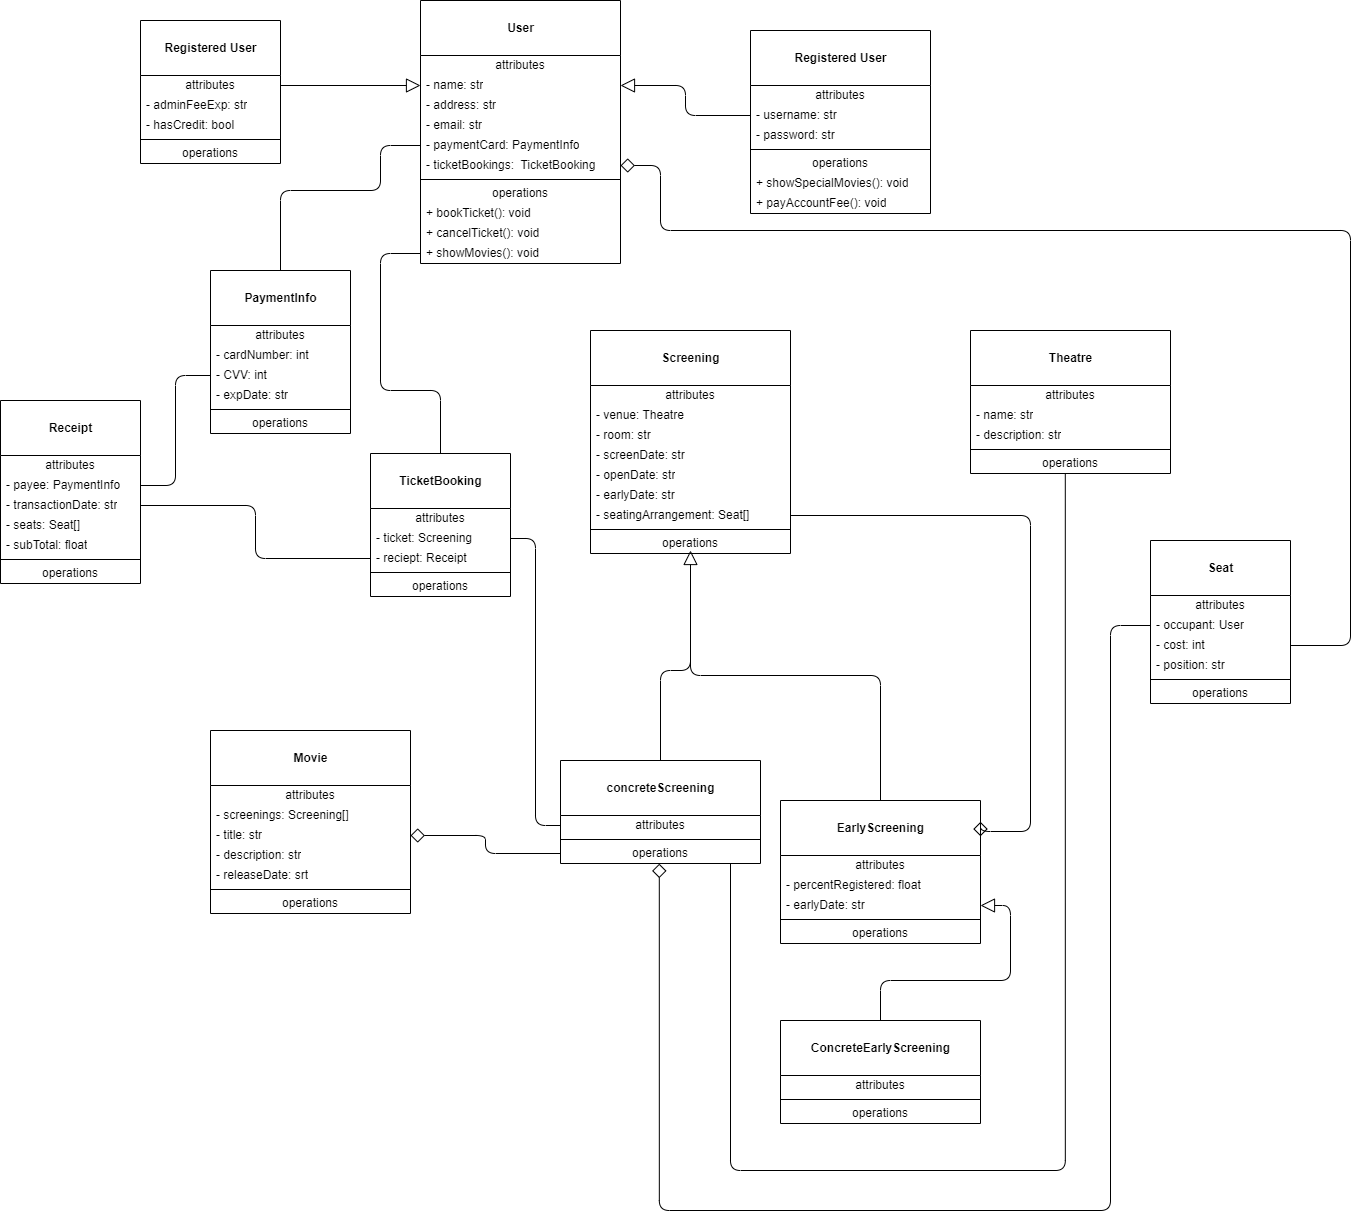 Registered User
attributes
- adminFeeExp: str
- hasCredit: bool
operations
User
attributes
- name: str
- address: str
- email: str
- paymentCard: PaymentInfo
- ticketBookings:  TicketBooking
operations
+ bookTicket(): void
+ cancelTicket(): void
+ showMovies(): void
Registered User
attributes
- username: str
- password: str
operations
+ showSpecialMovies(): void
+ payAccountFee(): void
PaymentInfo
attributes
- cardNumber: int
- CVV: int
- expDate: str
operations
Receipt
attributes
- payee: PaymentInfo
- transactionDate: str
- seats: Seat[]
- subTotal: float
operations
TicketBooking
attributes
- ticket: Screening
- reciept: Receipt
operations
Screening
attributes
- venue: Theatre
- room: str
- screenDate: str
- openDate: str
- earlyDate: str
- seatingArrangement: Seat[]
operations
Theatre
attributes
- name: str
- description: str
operations
Seat
attributes
- occupant: User
- cost: int
- position: str
operations
Movie
attributes
- screenings: Screening[]
- title: str
- description: str
- releaseDate: srt
operations
concreteScreening
attributes
operations
EarlyScreening
attributes
- percentRegistered: float
- earlyDate: str
operations
ConcreteEarlyScreening
attributes
operations